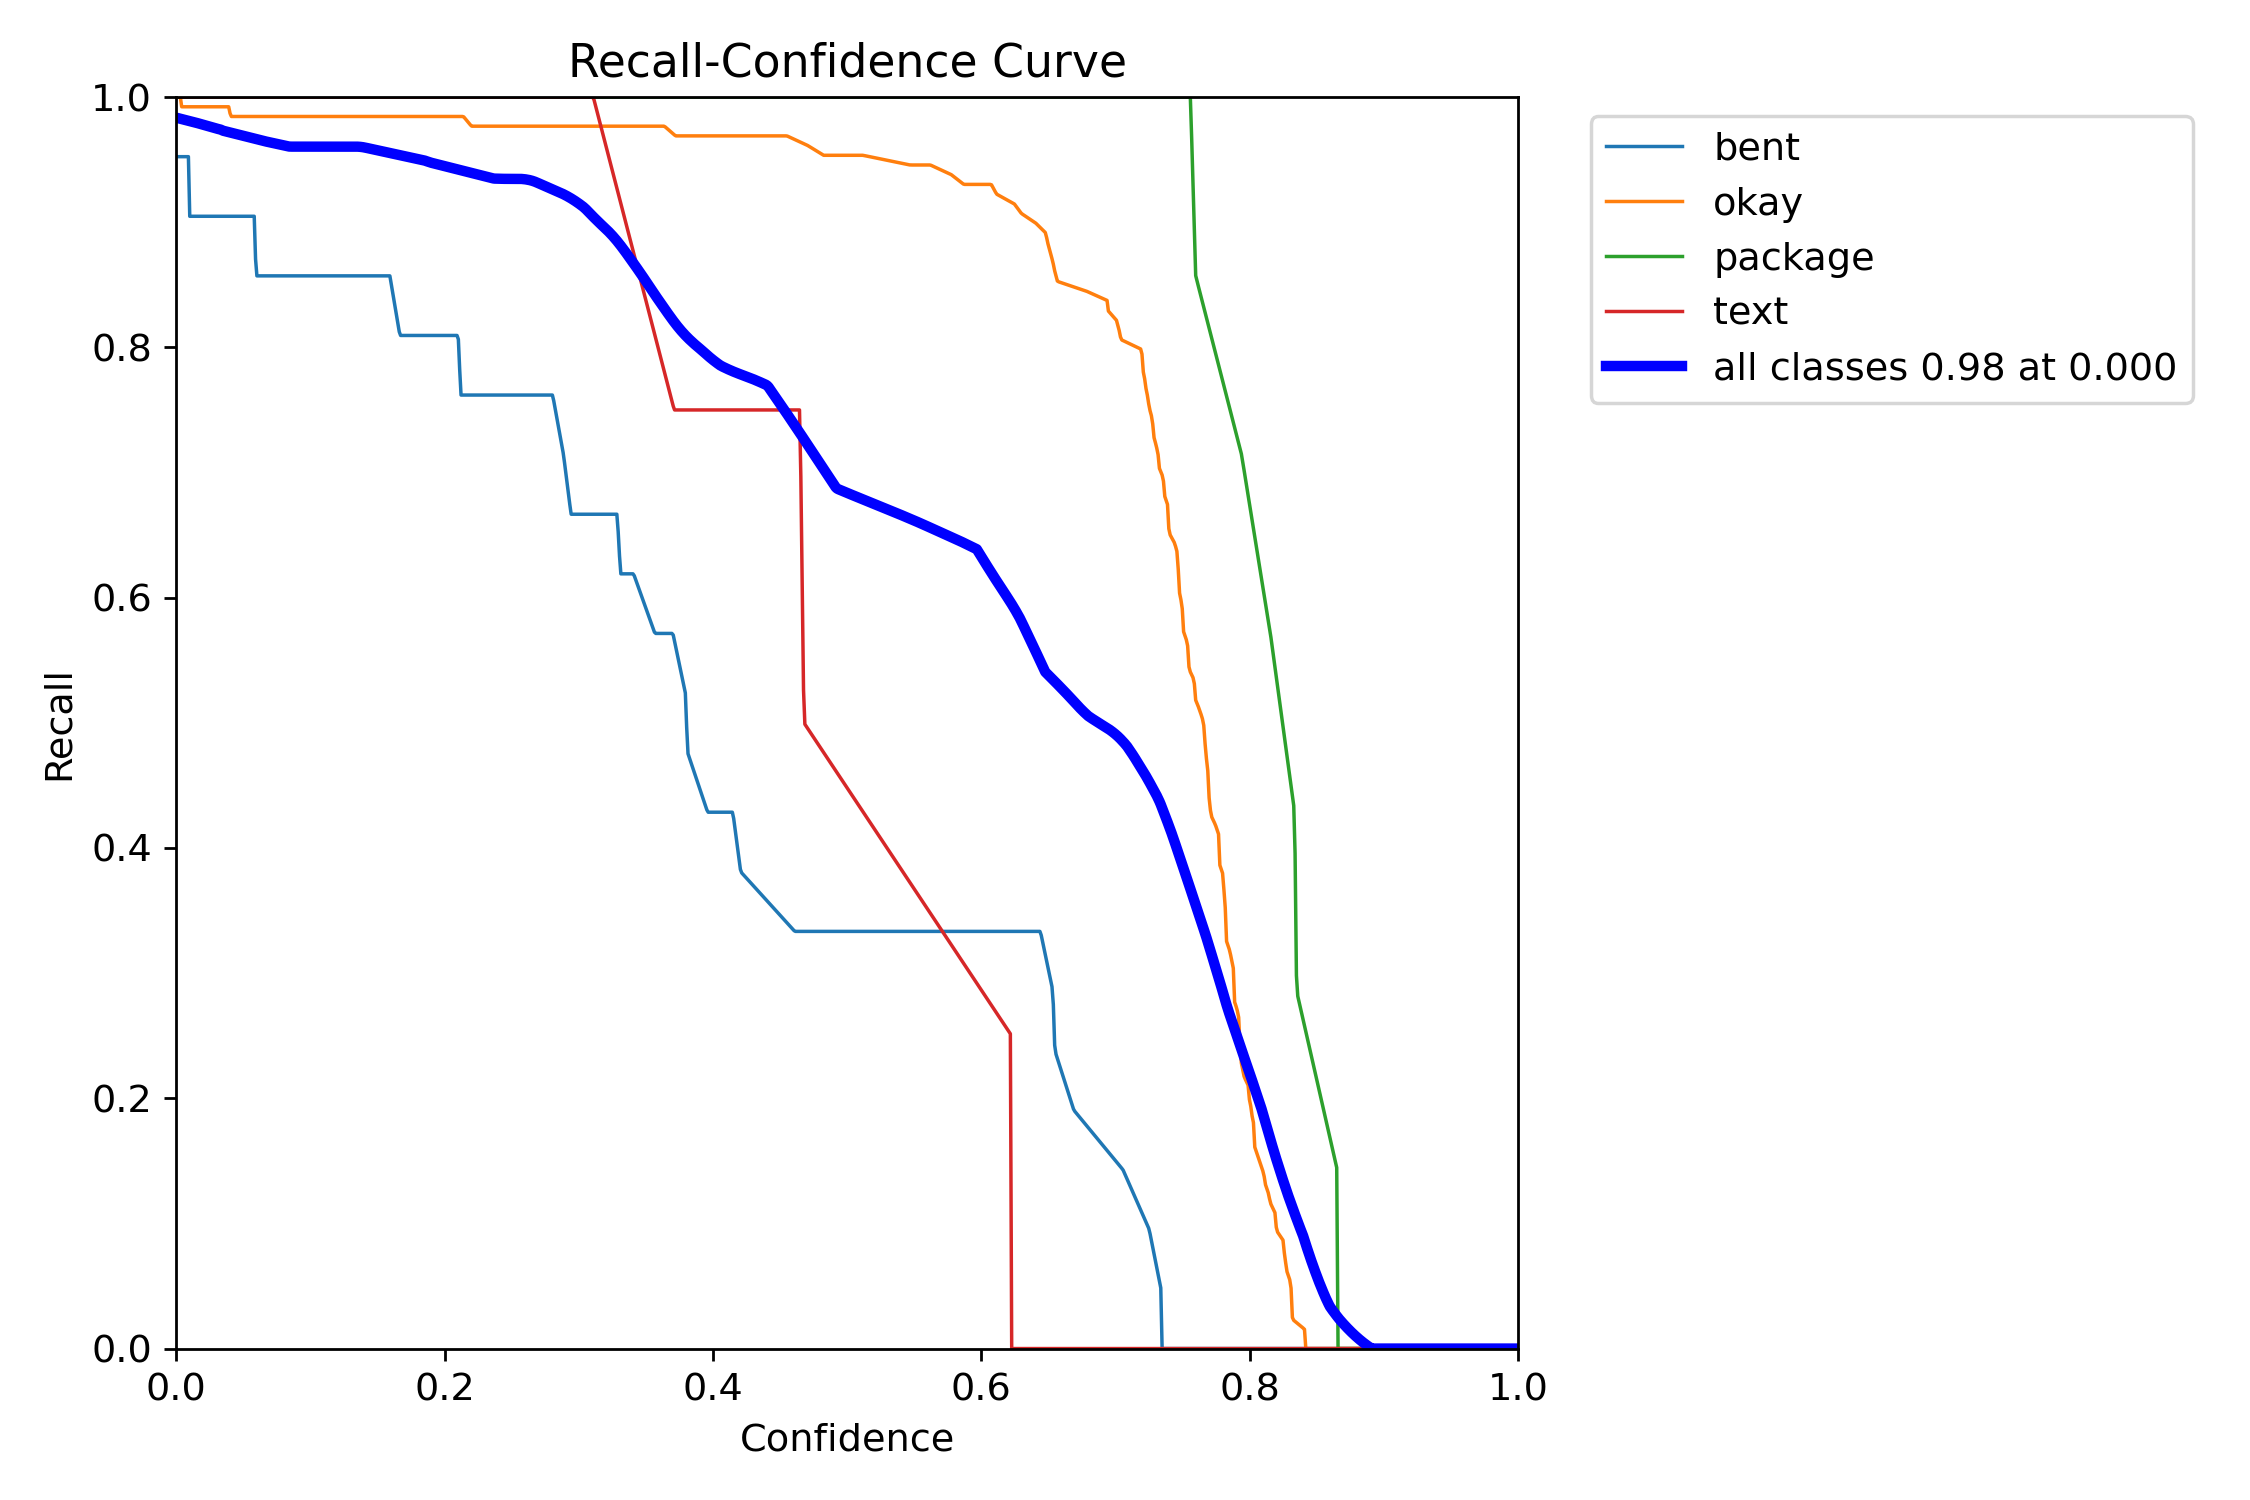 Recall-Confidence Curve
1.0
0.8
0.6
0.4
0.2
0.0
Recall
0.0 0.2 0.4 0.6 0.8 1.0
Confidence
bent
okay
package
text
all classes 0.98 at 0.000